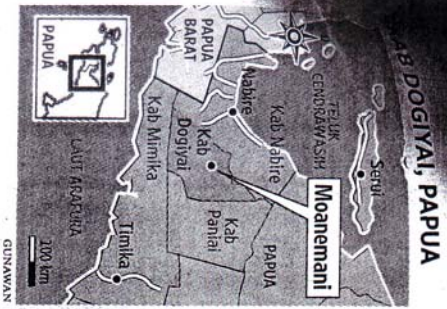 KAB DOGIYAI, PAPUA
PAPUA
BARAT
TELUK
CENDRAWASIH
Serui
Nabire
Kab Nabire
Moanemani
Kab
Dogiyai
Kab Mimika
Kab
Paniai
PAPUA
Timika
LAUT ARAFURA
PAPUA
100 km
GUNAWAN